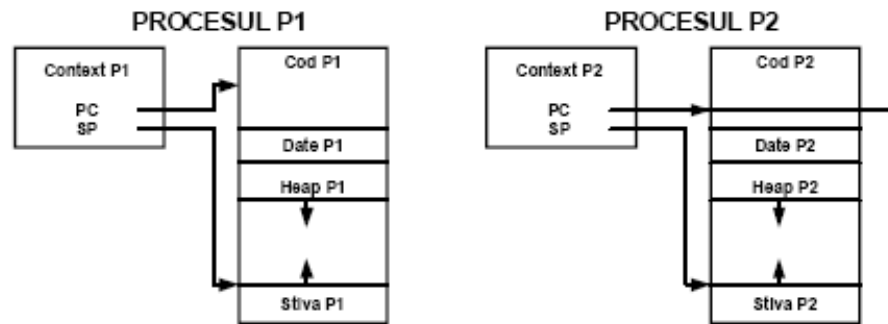 PROCESUL P1
Context P1
PC
SP
Cod P1
Date P1
Heap P1
Stiva P1
PROCESUL P2
Context P2
PC
SP
Cod P2
Date P2
Heap P2
Stiva P2